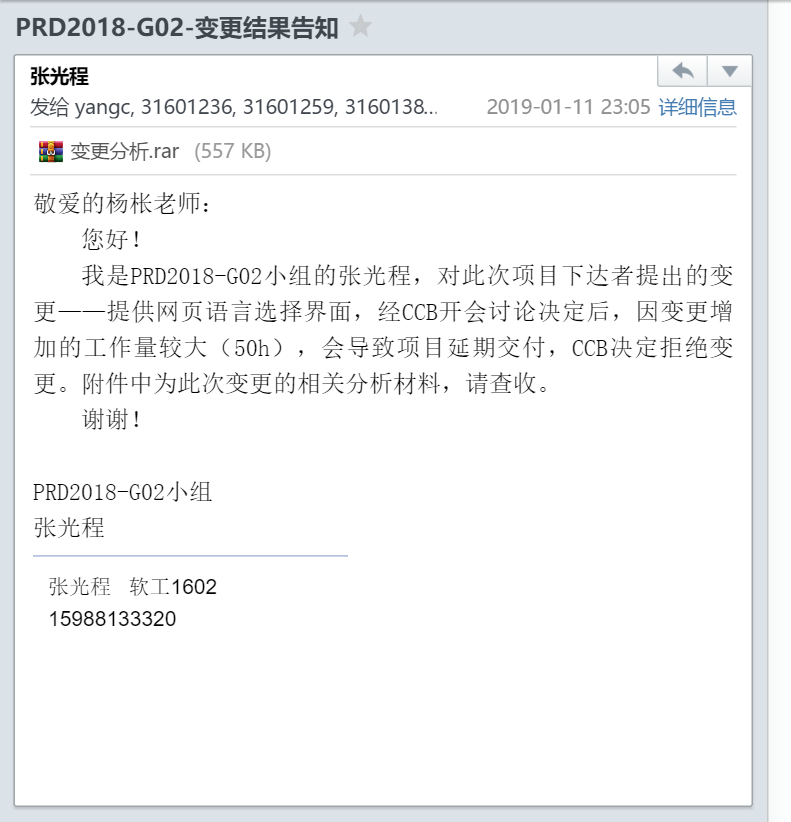 PRD2018-G02-变更结果告知
张光程
发给 yangc, 31601236, 31601259, 3160138... 2019-01-11 23:05 详细信息
变更分析.rar (557 KB)
敬爱的杨枨老师：
您好！
我是PRD2018-G02小组的张光程，对此次项目下达者提出的变
更——提供网页语言选择界面，经CCB开会讨论决定后，因变更增
加的工作量较大（50h），会导致项目延期交付，CCB决定拒绝变
更。附件中为此次变更的相关分析材料，请查收。
谢谢！
PRD2018-G02小组
张光程
张光程 软工1602
15988133320